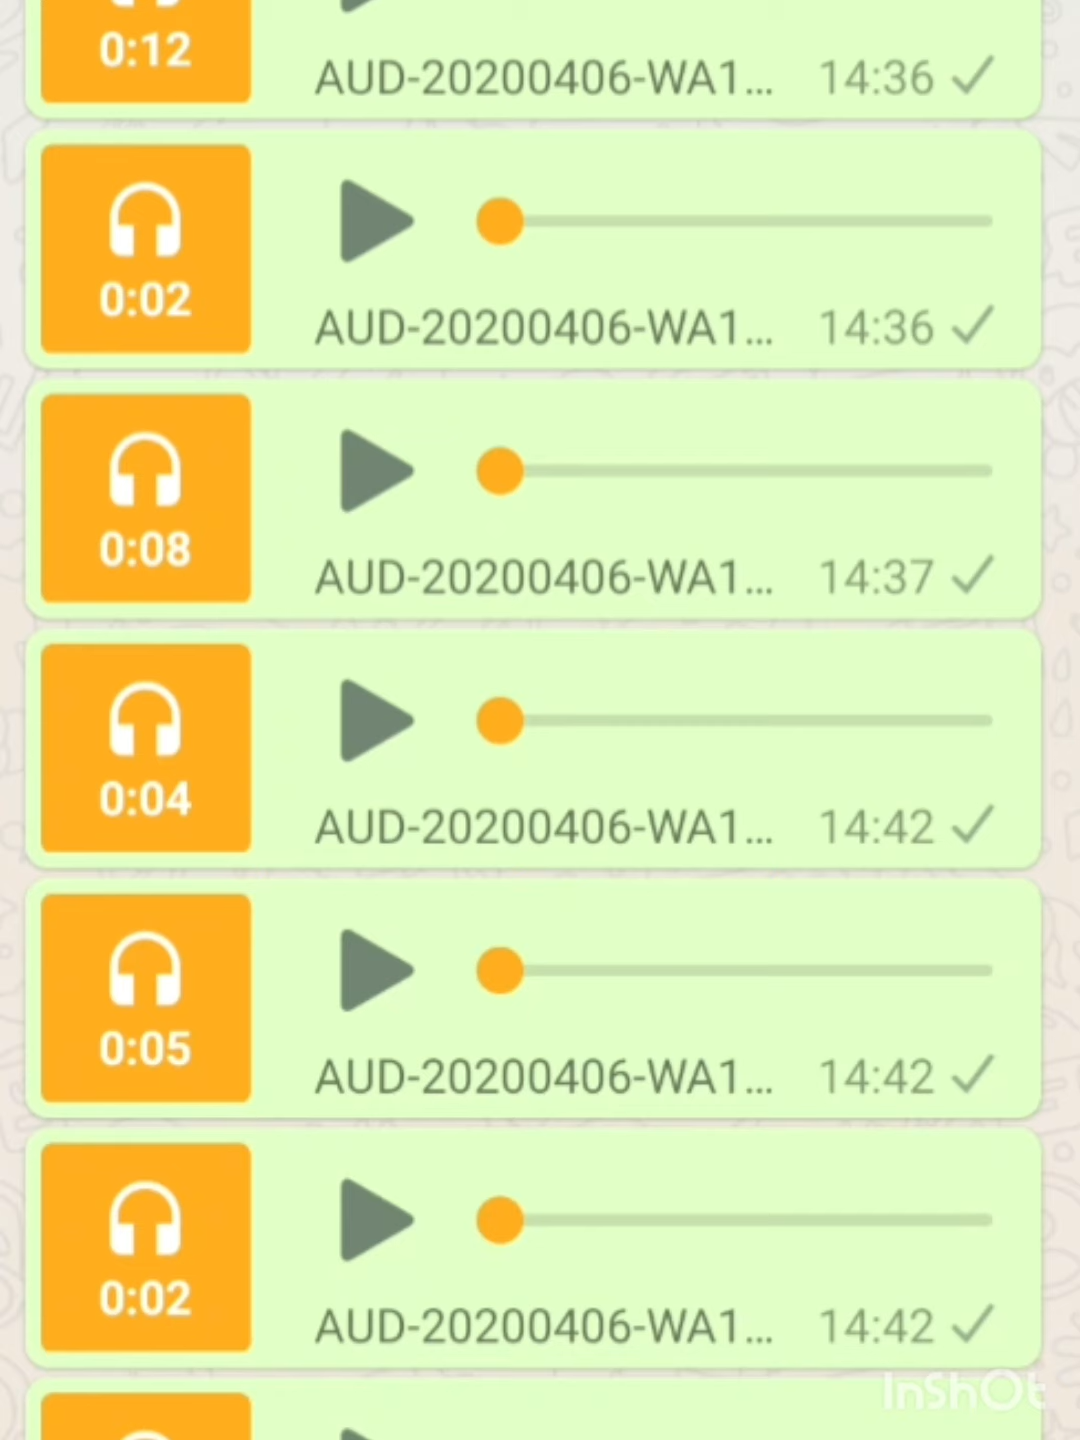 0:12
AUD-20200406-WA1... 14:36
0:02
AUD-20200406-WA1... 14:36
0:08
AUD-20200406-WA1... 14:37
0:04
AUD-20200406-WA1... 14:42
0:05
AUD-20200406-WA1... 14:42
0:02
AUD-20200406-WA1... 14:42
InShOt